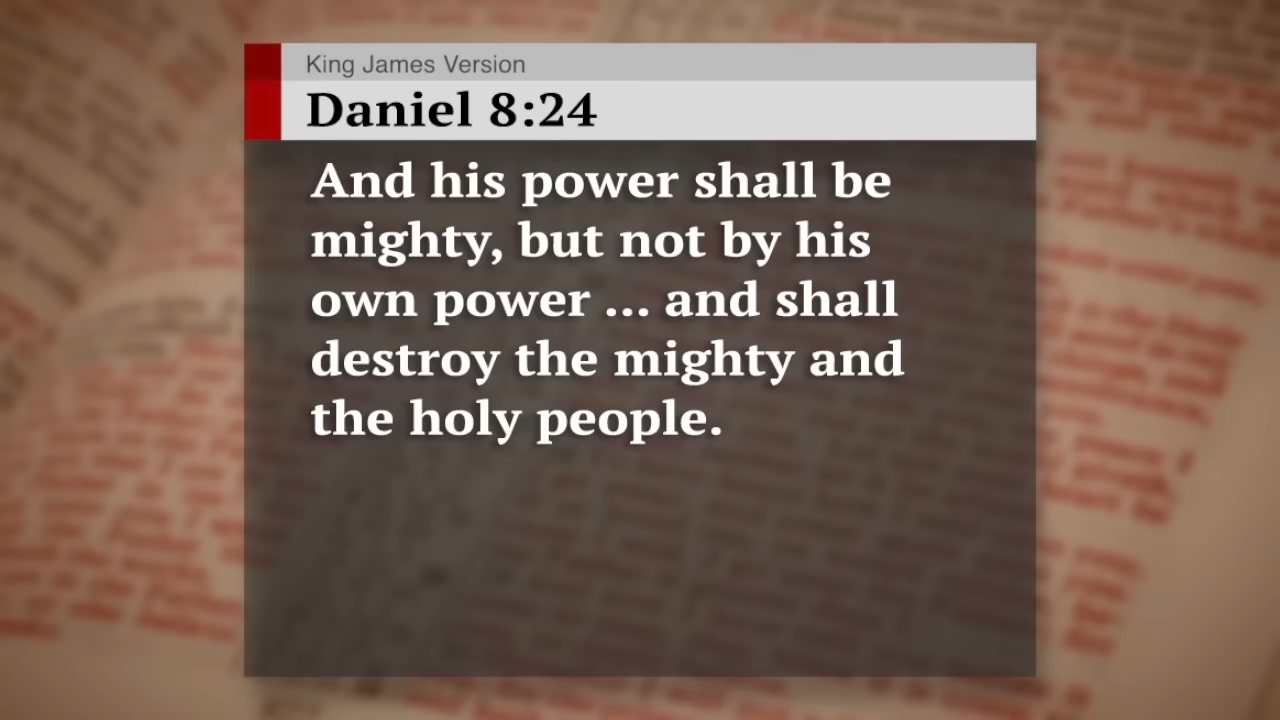 King James Version
Daniel 8:24
And his power shall be
mighty, but not by his
own power ... and shall
destroy the mighty and
the holy people.